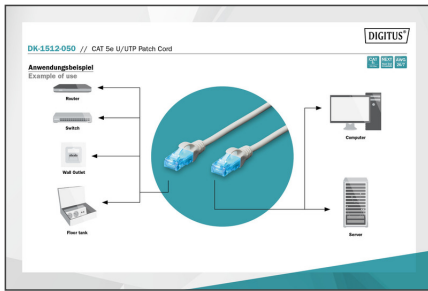 DIGITUS®
DK-1512-050 // CAT 5e U/UTP Patch Cord
Anwendungsbeispiel
Example of use
Router
Switch
Wall Outlet
Floor tank
Computer
Server